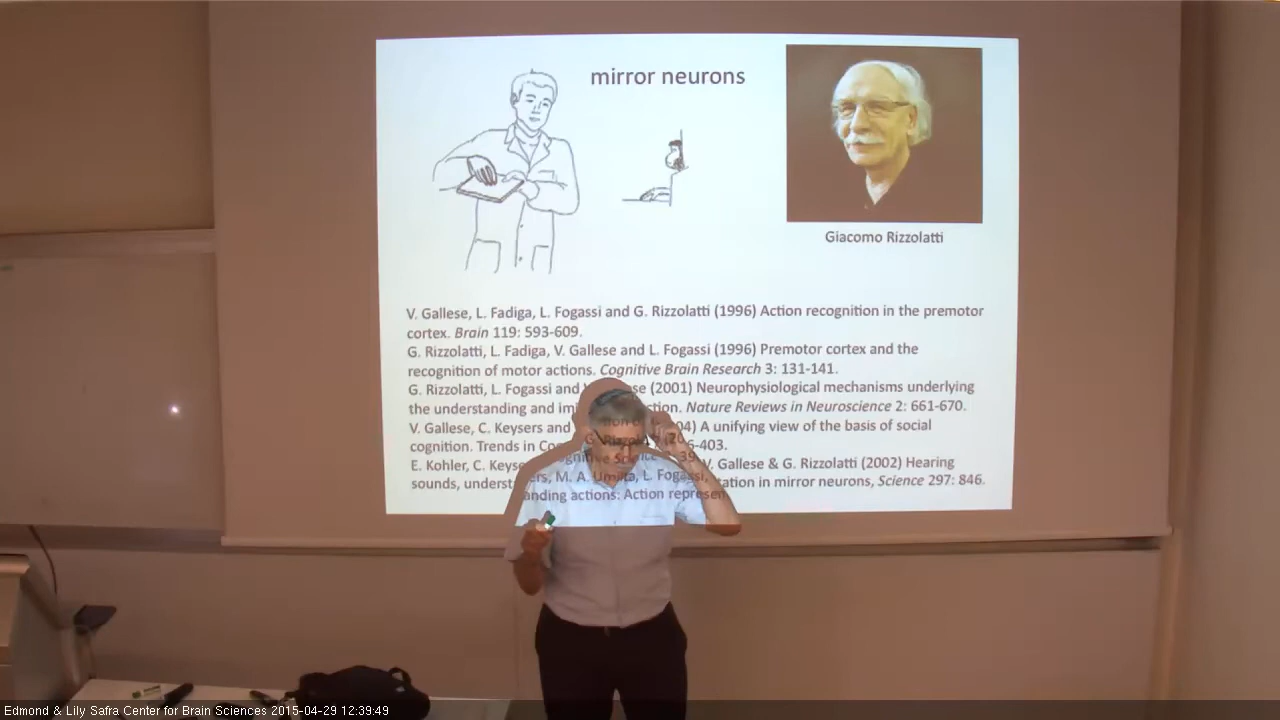 mirror neurons
Giacomo Rizzolatti
V. Gallese, L. Fadiga, L. Fogassi and G. Rizzolatti (1996) Action recognition in the premotor
cortex. Brain 119: 593-609.
G. Rizzolatti, L. Fadiga, V. Gallese and L. Fogassi (1996) Premotor cortex and the
recognition of motor actions. Cognitive Brain Research 3: 131-141.
G. Rizzolatti, L. Fogassi and (2001) Neurophysiological mechanisms underlying
the understanding and Nature Reviews in Neuroscience 2: 661-670.
V. Gallese, C. Keysers and A unifying view of the basis of social
cognition. Trends in
E. Kohler, C. M. A. Umilta, L. Fogassi, V. Gallese & G. Rizzolatti (2002) Hearing
sounds, actions: Action in mirror neurons, Science 297: 846.
Edmond & Lily Safra Center for Brain Sciences 2015-04-29 12:39:49